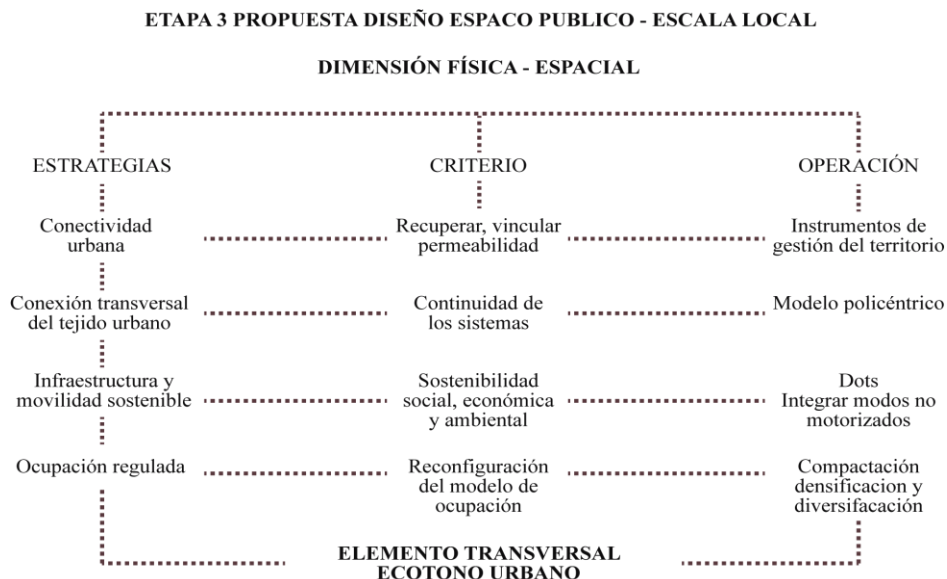 ETAPA 3 PROPUESTA DISEÑO ESPACO PUBLICO - ESCALA LOCAL
DIMENSIÓN FÍSICA - ESPACIAL
ESTRATEGIAS
CRITERIO
OPERACIÓN
Conectividad
urbana
Recuperar, vincular
permeabilidad
Instrumentos de
gestión del territorio
Conexión transversal
del tejido urbano
Continuidad de
los sistemas
Modelo policéntrico
Infraestructura y
movilidad sostenible
Sostenibilidad
social, económica
y ambiental
Dots
Integrar modos no
motorizados
Ocupación regulada
Reconfiguración
del modelo de
ocupación
Compactación
densificacion y
diversifacación
ELEMENTO TRANSVERSAL
ECOTONO URBANO